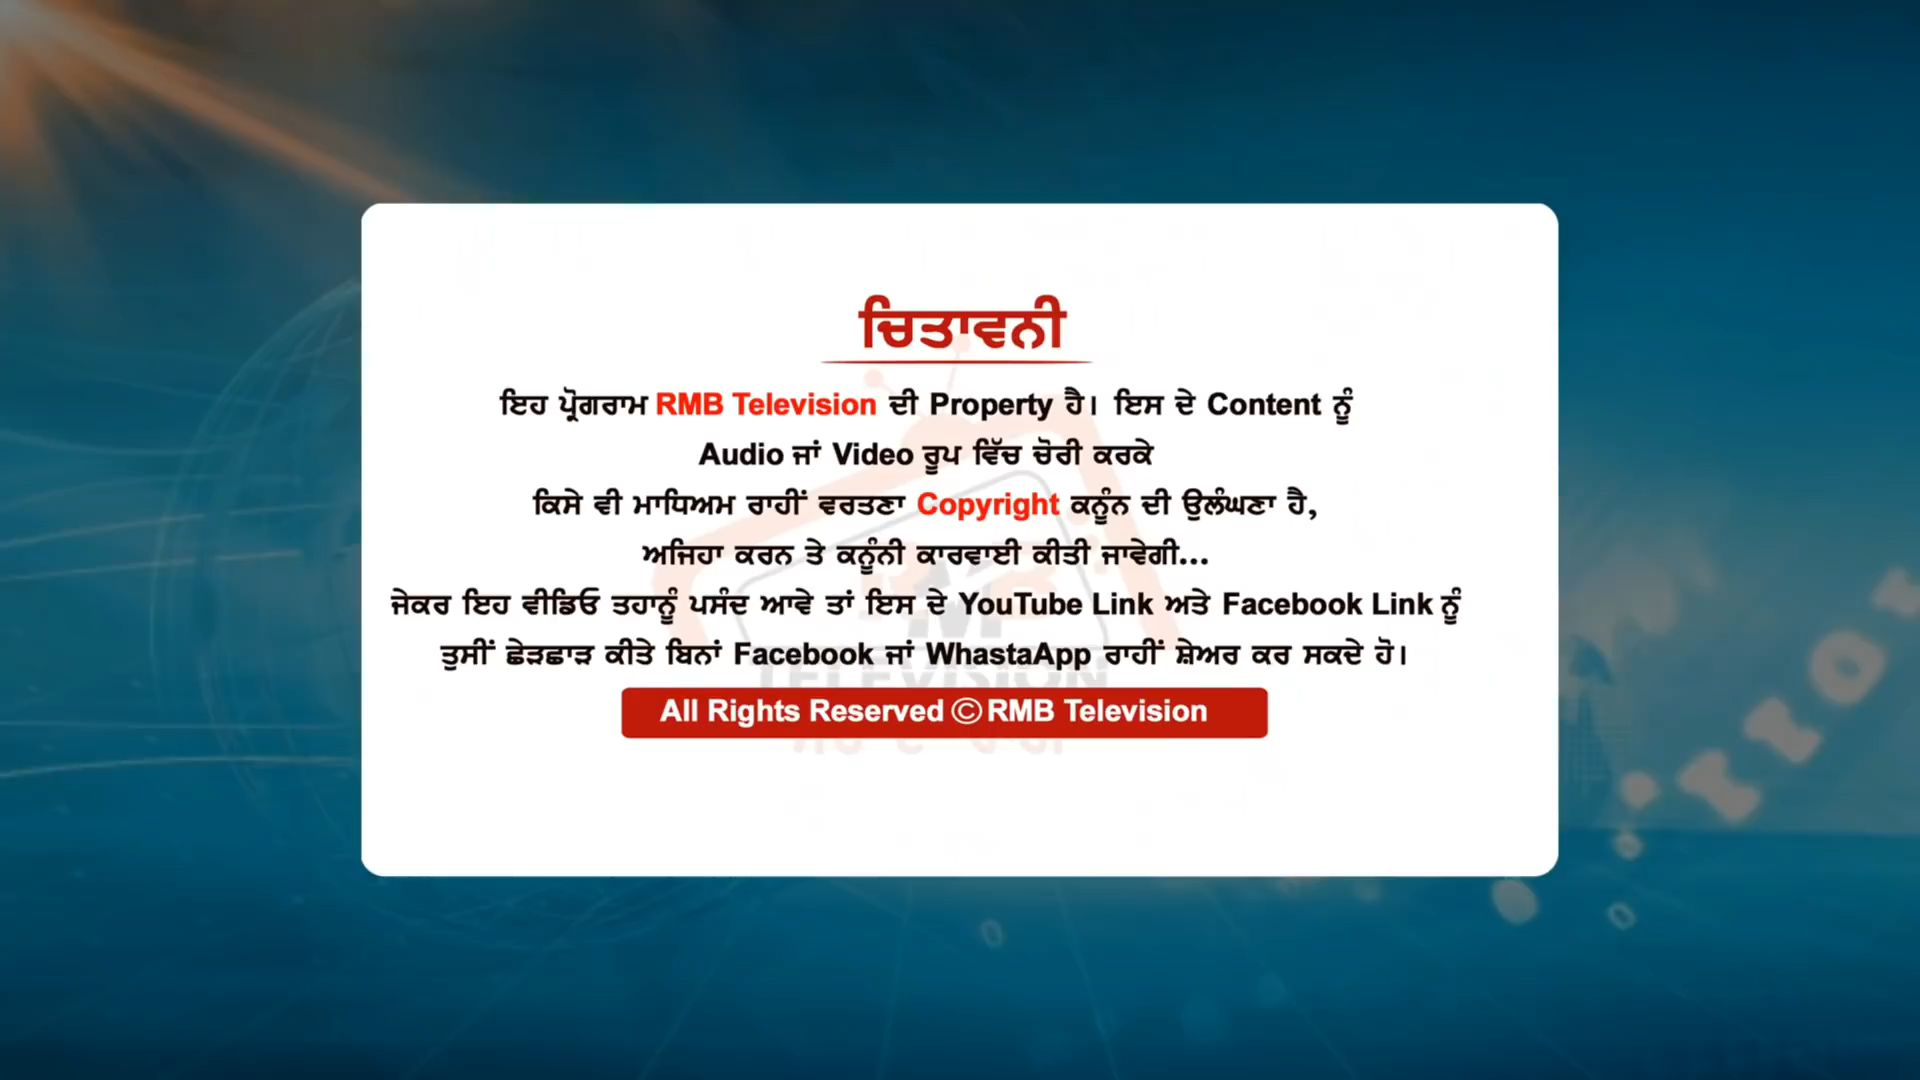 ਚਿਤਾਵਨੀ
ਇਹ ਪ੍ਰੋਗਰਾਮ RMB Television ਦੀ Property ਹੈ। ਇਸ ਦੇ Content ਨੂੰ
Audio ਜਾਂ Video ਰੂਪ ਵਿੱਚ ਚੋਰੀ ਕਰਕੇ
ਕਿਸੇ ਵੀ ਮਾਧਿਅਮ ਰਾਹੀਂ ਵਰਤਣਾ Copyright ਕਨੂੰਨ ਦੀ ਉਲੰਘਣਾ ਹੈ,
ਅਜਿਹਾ ਕਰਨ ਤੇ ਕਨੂੰਨੀ ਕਾਰਵਾਈ ਕੀਤੀ ਜਾਵੇਗੀ...
ਜੇਕਰ ਇਹ ਵੀਡਿਓ ਤਹਾਨੂੰ ਪਸੰਦ ਆਵੇ ਤਾਂ ਇਸ ਦੇ YouTube Link ਅਤੇ Facebook Link ਨੂੰ
ਤੁਸੀਂ ਛੇੜਛਾੜ ਕੀਤੇ ਬਿਨਾਂ Facebook ਜਾਂ WhastaApp ਰਾਹੀਂ ਸ਼ੇਅਰ ਕਰ ਸਕਦੇ ਹੋ।
TELEVISION
All Rights Reserved © RMB Television